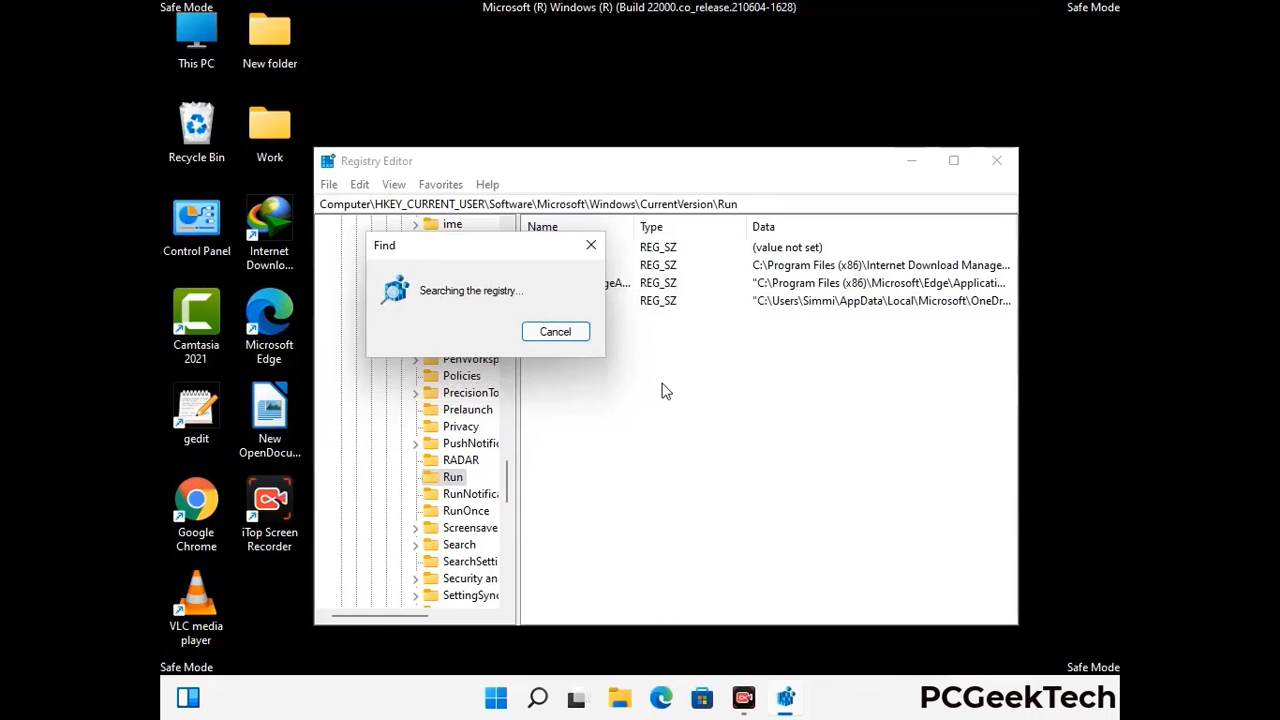 Safe Mode
Microsoft (R) Windows (R) (Build 22000.co_release.210604-1628)
Safe Mode
This PC
New folder
Recycle Bin
Work
Control Panel
Internet
Downlo...
Camtasia
2021
Microsoft
Edge
gedit
New
OpenDocu...
Google
Chrome
iTop Screen
Recorder
VLC media
player
Registry Editor
File
Edit
View
Favorites
Help
Computer\HKEY_CURRENT_USER\Software\Microsoft\Windows\CurrentVersion\Run
ime
Name
Type
Data
Find
Searching the registry...
Cancel
REG_SZ
(value not set)
REG_SZ
C:\Program Files (x86)\Internet Download Manage...
geA...
REG_SZ
"C:\Program Files (x86)\Microsoft\Edge\Applicati...
REG_SZ
"C:\Users\Simmi\AppData\Local\Microsoft\OneDr...
PenWorksp
Policies
PrecisionTo
Prelaunch
Privacy
PushNotific
RADAR
Run
RunNotifica
RunOnce
Screensave
Search
SearchSetti
Security an
SettingSync
Safe Mode
Safe Mode
PCGeekTech